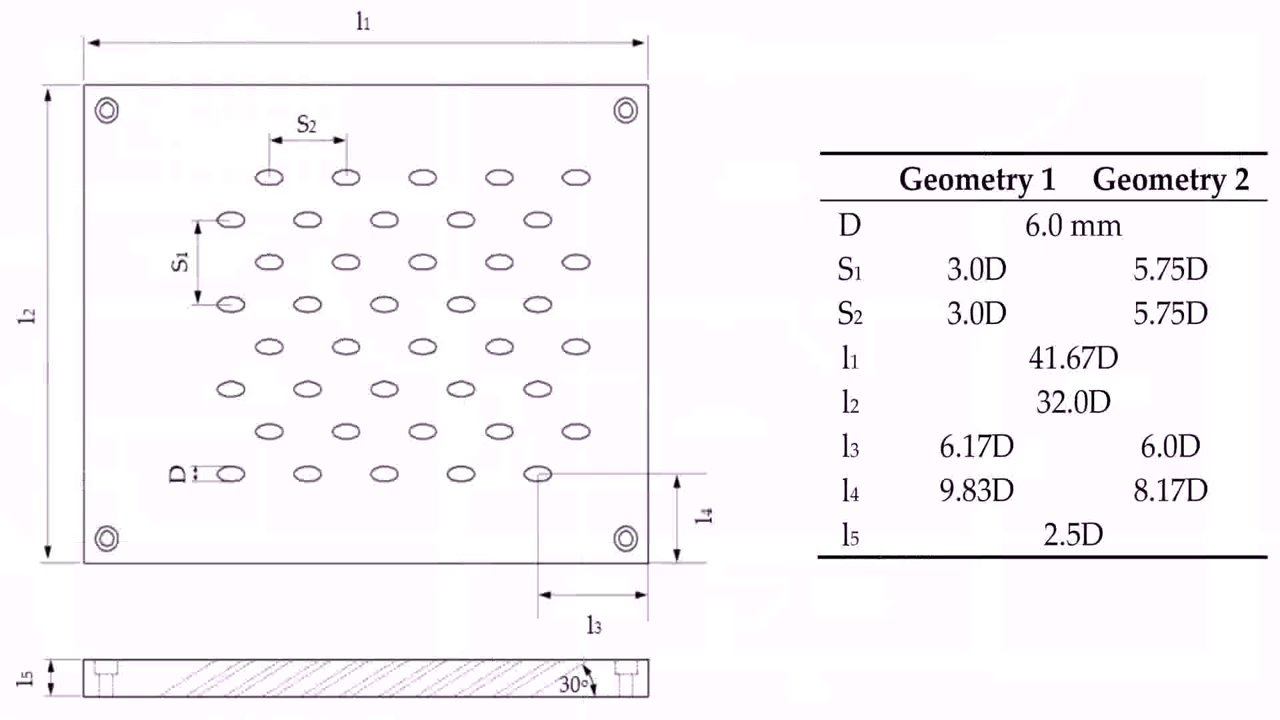 l1
S2
S1
l2
D
l4
l3
l5
30°
Geometry 1 Geometry 2
D 6.0 mm
S1 3.0D 5.75D
S2 3.0D 5.75D
l1 41.67D
l2 32.0D
l3 6.17D 6.0D
l4 9.83D 8.17D
l5 2.5D